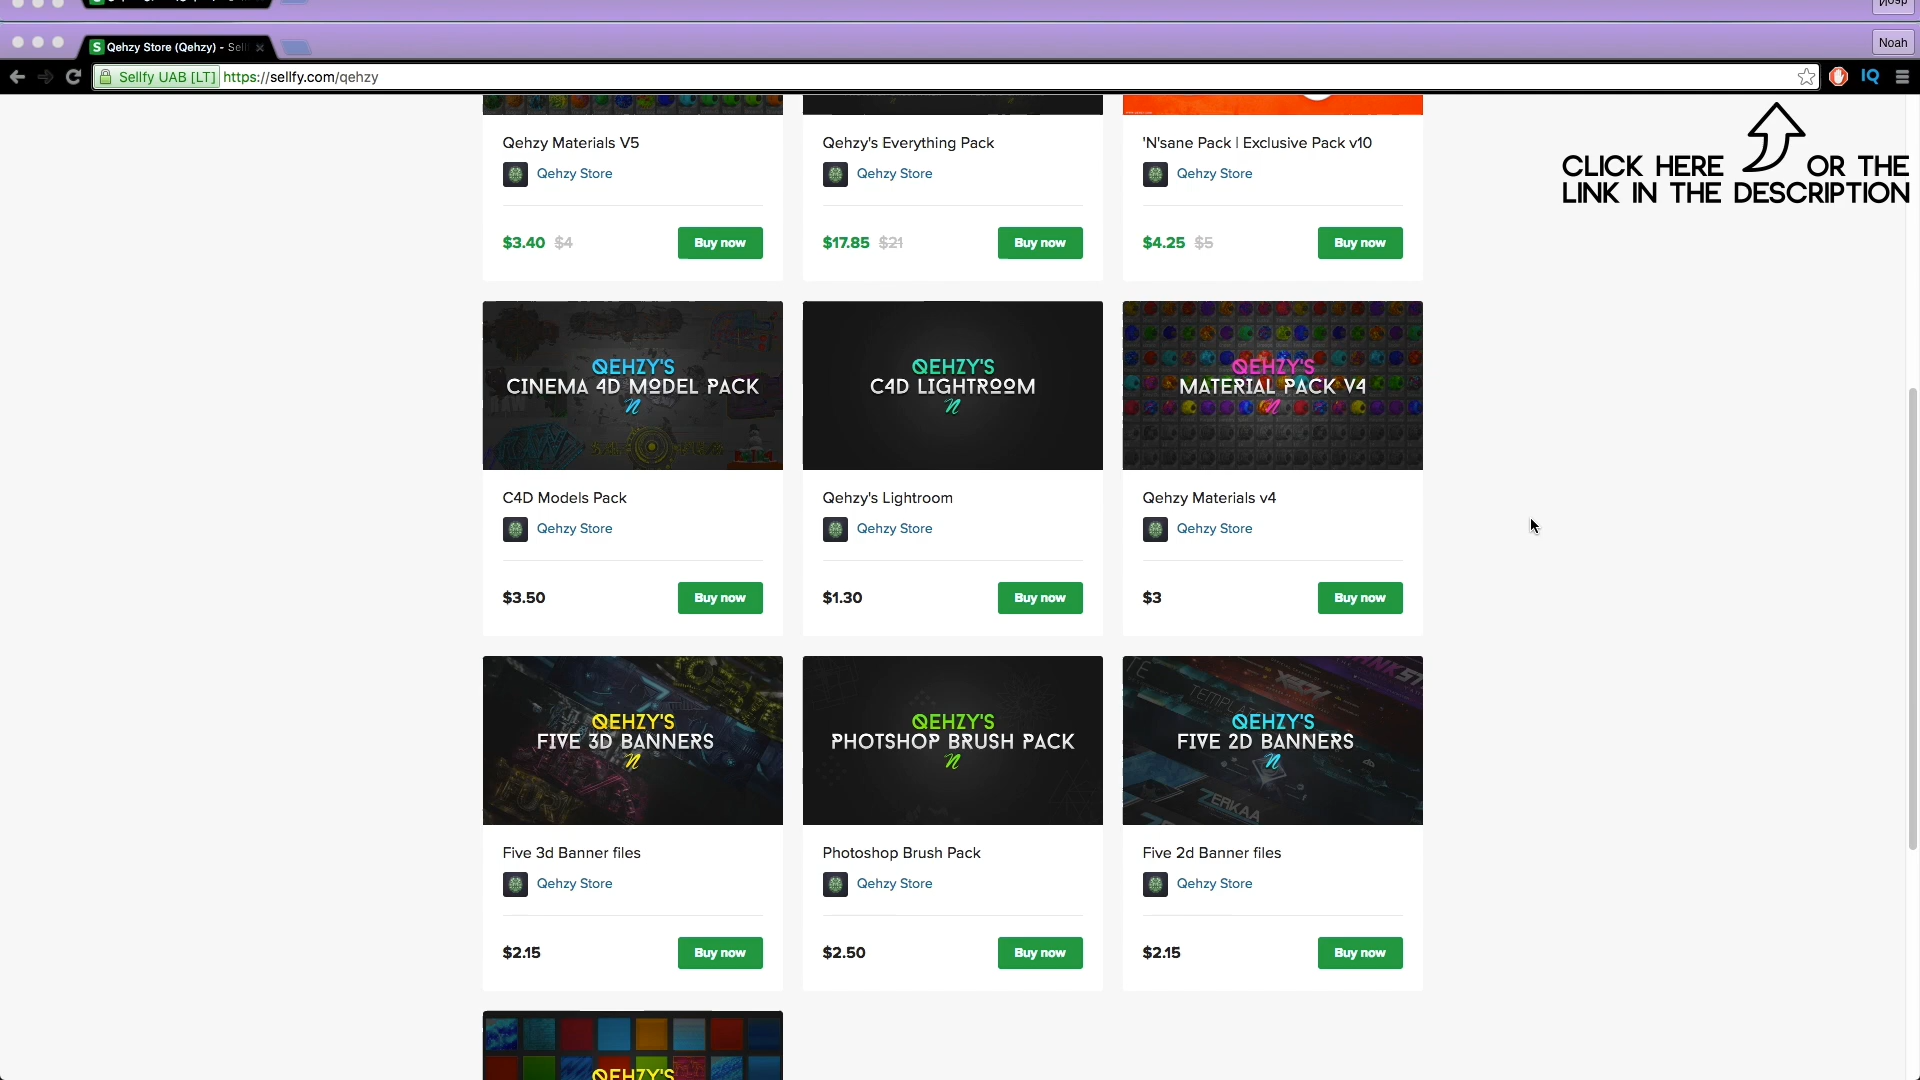 Noah
S Qehzy Store (Qehzy) - Sell
Sellfy UAB [LT] https://sellfy.com/qehzy
IQ
CLICK HERE OR THE
LINK IN THE DESCRIPTION
Qehzy Materials V5
Qehzy Store
$3.40 $4
Buy now
Qehzy's Everything Pack
Qehzy Store
$17.85 $21
Buy now
'N'sane Pack | Exclusive Pack v10
Qehzy Store
$4.25 $5
Buy now
QEHZY'S
CINEMA 4D MODEL PACK
N
C4D Models Pack
Qehzy Store
$3.50
Buy now
QEHZY'S
C4D LIGHTROOM
N
Qehzy's Lightroom
Qehzy Store
$1.30
Buy now
QEHZY'S
MATERIAL PACK V4
N
Qehzy Materials v4
Qehzy Store
$3
Buy now
QEHZY'S
FIVE 3D BANNERS
N
Five 3d Banner files
Qehzy Store
$2.15
Buy now
QEHZY'S
PHOTSHOP BRUSH PACK
N
Photoshop Brush Pack
Qehzy Store
$2.50
Buy now
QEHZY'S
FIVE 2D BANNERS
N
ZERKAA
Five 2d Banner files
Qehzy Store
$2.15
Buy now
QEHZY'S